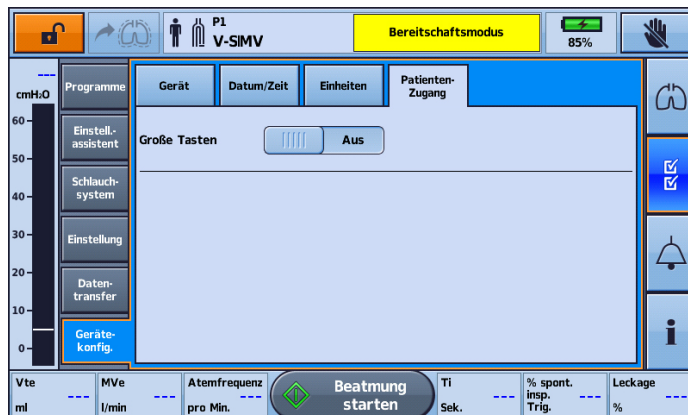 P1
V-SIMV
Bereitschaftsmodus
85%
---
cmH₂O
60
50
40
30
20
10
0
Programme
Einstell.-
assistent
Schlauch-
system
Einstellung
Daten-
transfer
Geräte-
konfig.
Gerät
Datum/Zeit
Einheiten
Patienten-
Zugang
Große Tasten
Aus
Vte
---
ml
MVe
---
l/min
Atemfrequenz
---
pro Min.
Beatmung
starten
Ti
---
Sek.
% spont.
insp.
Trig.
---
Leckage
---
%